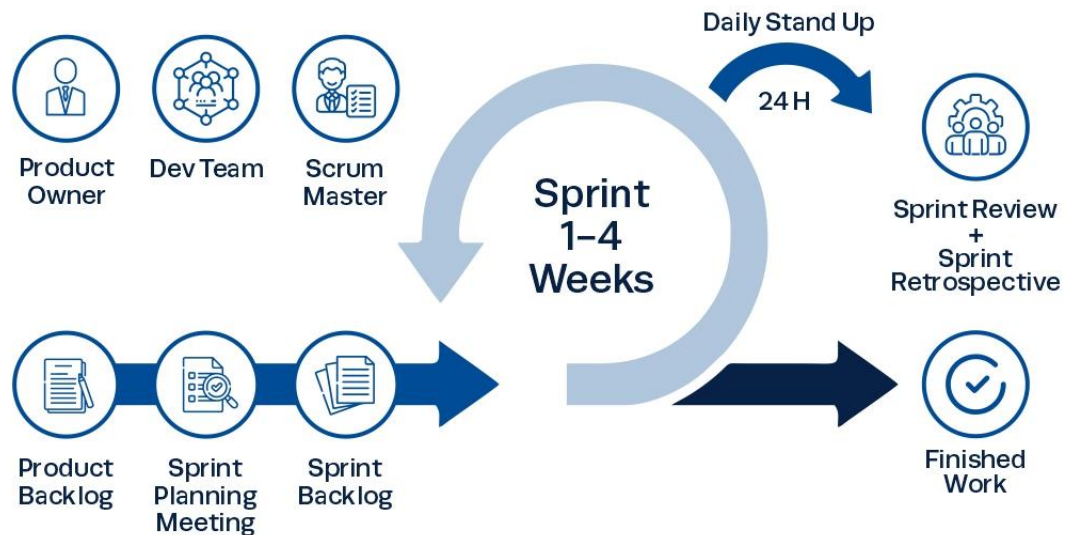 Daily Stand Up
24 H
Product
Owner
Dev Team
Scrum
Master
Sprint
1–4
Weeks
Sprint Review
+
Sprint
Retrospective
Product
Backlog
Sprint
Planning
Meeting
Sprint
Backlog
Finished
Work